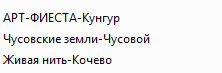 АРТ-ФИЕСТА-Кунгур
Чусовские земли-Чусовой
Живая нить-Кочево